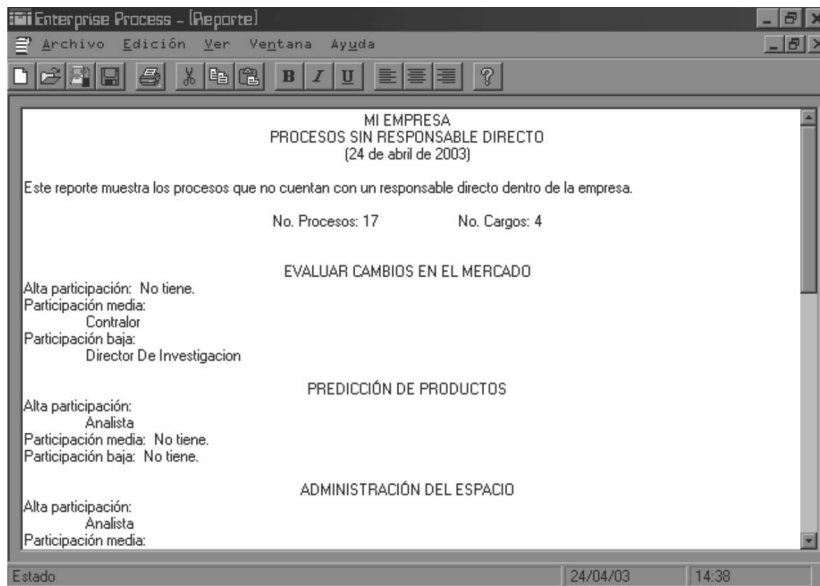 Enterprise Process - [Reporte]
Archivo Edición Ver Ventana Ayuda
B I U
MI EMPRESA
PROCESOS SIN RESPONSABLE DIRECTO
(24 de abril de 2003)
Este reporte muestra los procesos que no cuentan con un responsable directo dentro de la empresa.
No. Procesos: 17 No. Cargos: 4
EVALUAR CAMBIOS EN EL MERCADO
Alta participación: No tiene.
Participación media:
Contralor
Participación baja:
Director De Investigacion
PREDICCIÓN DE PRODUCTOS
Alta participación:
Analista
Participación media: No tiene.
Participación baja: No tiene.
ADMINISTRACIÓN DEL ESPACIO
Alta participación:
Analista
Participación media:
Estado 24/04/03 14:38